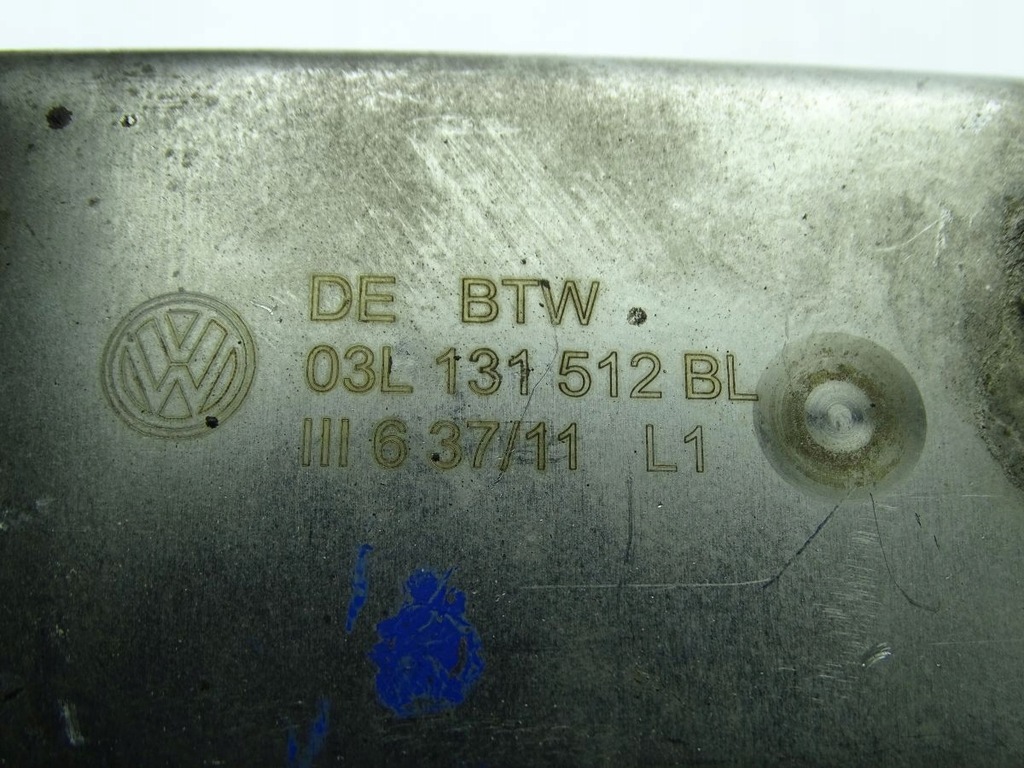 DE BTW
03L 131 512 BL
III 6 37/11 L1